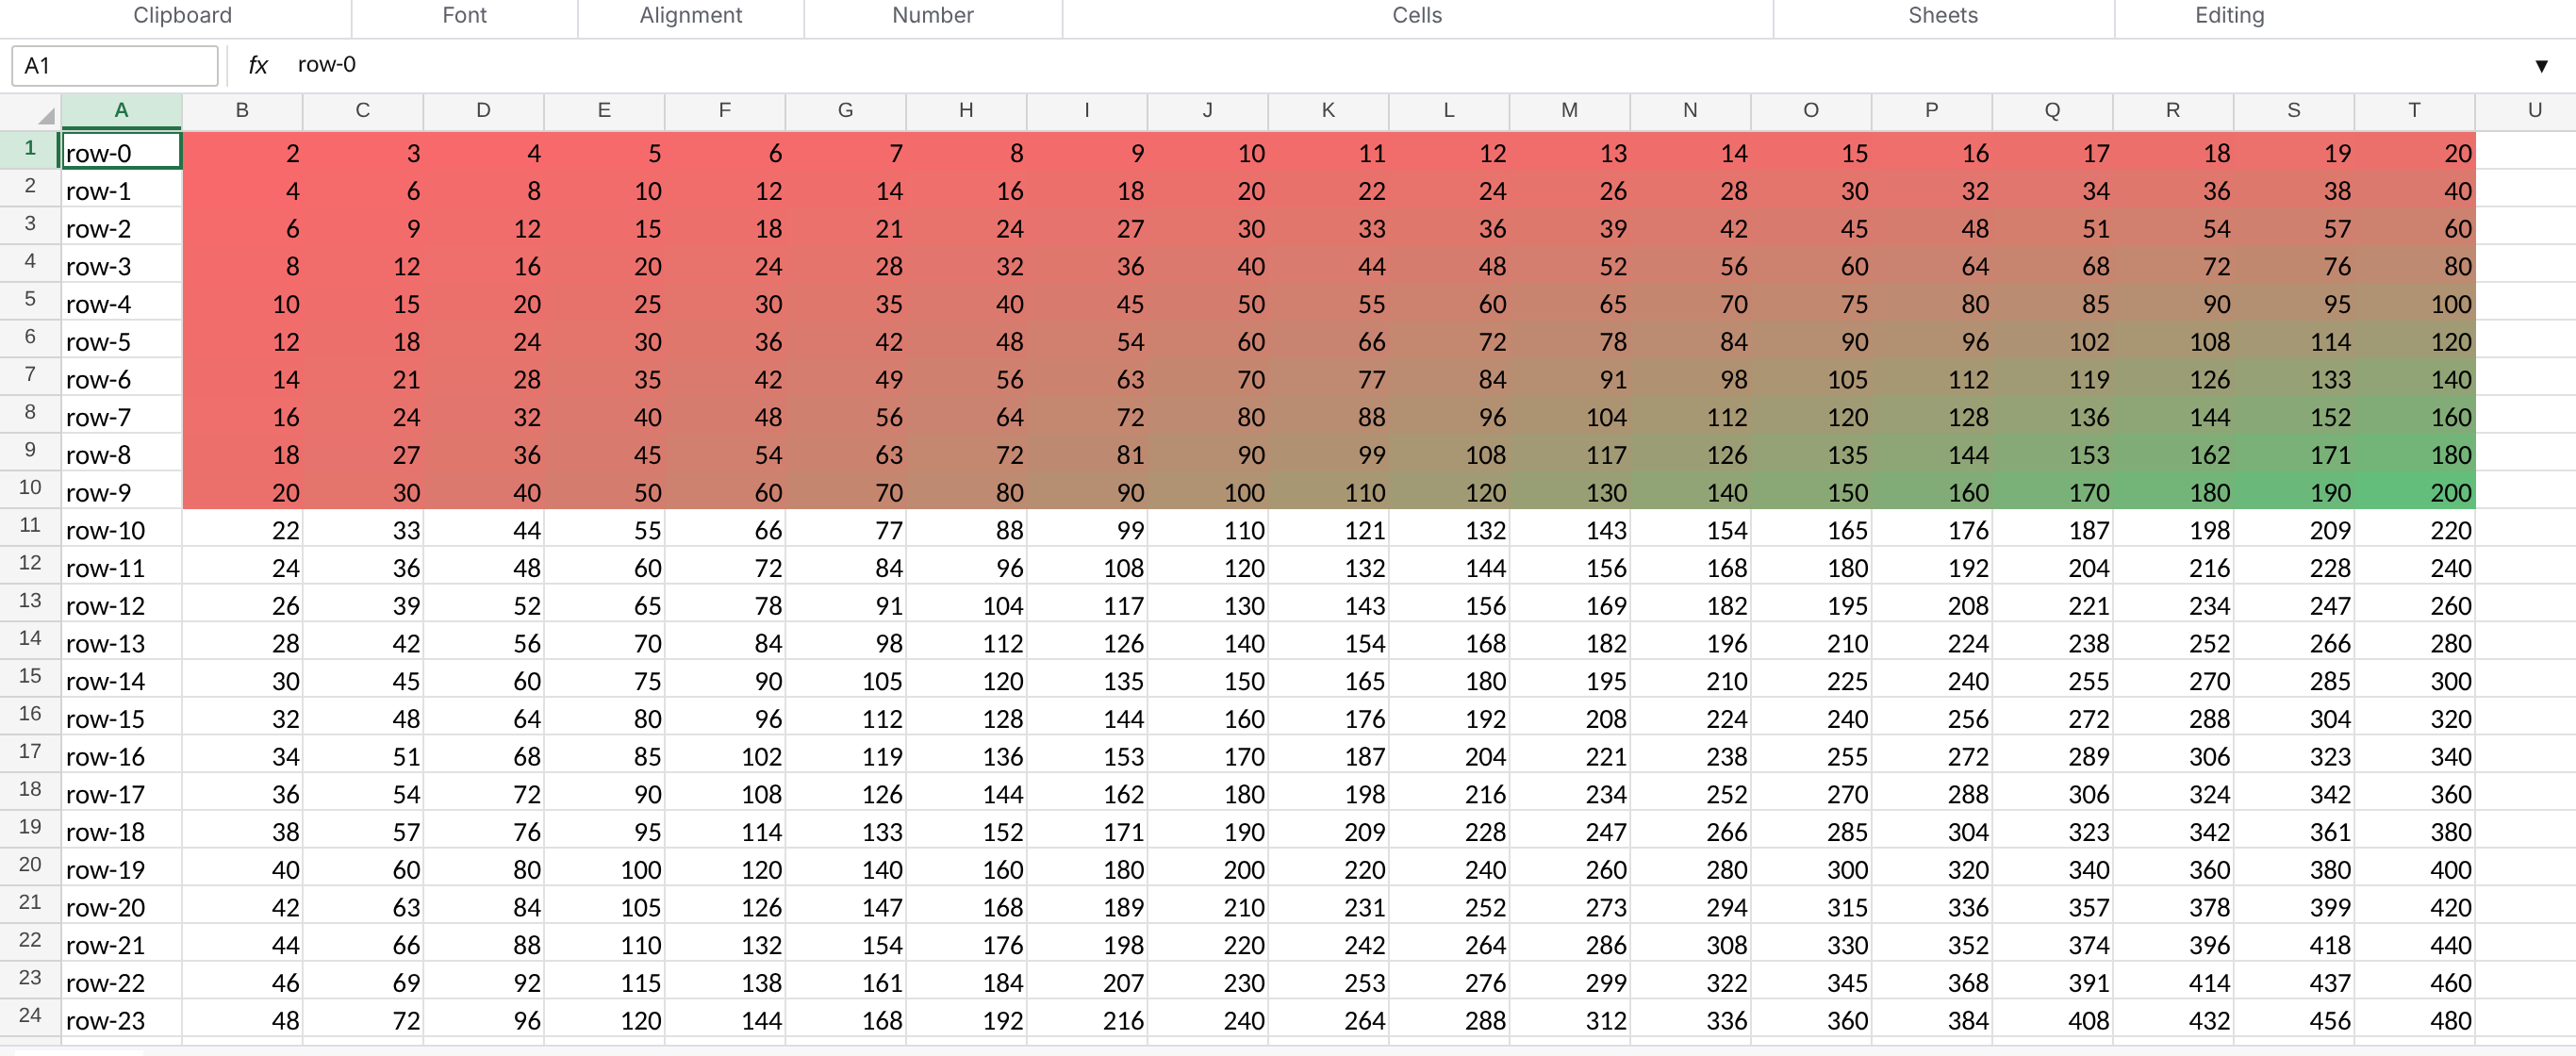 Clipboard Font Alignment Number Cells Sheets Editing
A1 fx row-0 ▼
A B C D E F G H I J K L M N O P Q R S T U
1 row-0 2 3 4 5 6 7 8 9 10 11 12 13 14 15 16 17 18 19 20
2 row-1 4 6 8 10 12 14 16 18 20 22 24 26 28 30 32 34 36 38 40
3 row-2 6 9 12 15 18 21 24 27 30 33 36 39 42 45 48 51 54 57 60
4 row-3 8 12 16 20 24 28 32 36 40 44 48 52 56 60 64 68 72 76 80
5 row-4 10 15 20 25 30 35 40 45 50 55 60 65 70 75 80 85 90 95 100
6 row-5 12 18 24 30 36 42 48 54 60 66 72 78 84 90 96 102 108 114 120
7 row-6 14 21 28 35 42 49 56 63 70 77 84 91 98 105 112 119 126 133 140
8 row-7 16 24 32 40 48 56 64 72 80 88 96 104 112 120 128 136 144 152 160
9 row-8 18 27 36 45 54 63 72 81 90 99 108 117 126 135 144 153 162 171 180
10 row-9 20 30 40 50 60 70 80 90 100 110 120 130 140 150 160 170 180 190 200
11 row-10 22 33 44 55 66 77 88 99 110 121 132 143 154 165 176 187 198 209 220
12 row-11 24 36 48 60 72 84 96 108 120 132 144 156 168 180 192 204 216 228 240
13 row-12 26 39 52 65 78 91 104 117 130 143 156 169 182 195 208 221 234 247 260
14 row-13 28 42 56 70 84 98 112 126 140 154 168 182 196 210 224 238 252 266 280
15 row-14 30 45 60 75 90 105 120 135 150 165 180 195 210 225 240 255 270 285 300
16 row-15 32 48 64 80 96 112 128 144 160 176 192 208 224 240 256 272 288 304 320
17 row-16 34 51 68 85 102 119 136 153 170 187 204 221 238 255 272 289 306 323 340
18 row-17 36 54 72 90 108 126 144 162 180 198 216 234 252 270 288 306 324 342 360
19 row-18 38 57 76 95 114 133 152 171 190 209 228 247 266 285 304 323 342 361 380
20 row-19 40 60 80 100 120 140 160 180 200 220 240 260 280 300 320 340 360 380 400
21 row-20 42 63 84 105 126 147 168 189 210 231 252 273 294 315 336 357 378 399 420
22 row-21 44 66 88 110 132 154 176 198 220 242 264 286 308 330 352 374 396 418 440
23 row-22 46 69 92 115 138 161 184 207 230 253 276 299 322 345 368 391 414 437 460
24 row-23 48 72 96 120 144 168 192 216 240 264 288 312 336 360 384 408 432 456 480